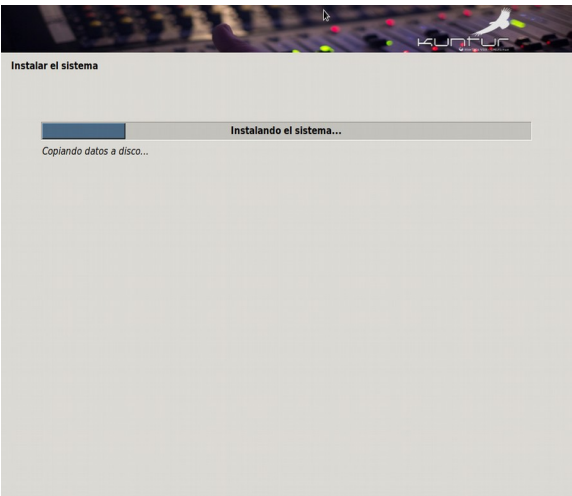 kuntur
Instalar el sistema
Instalando el sistema...
Copiando datos a disco...